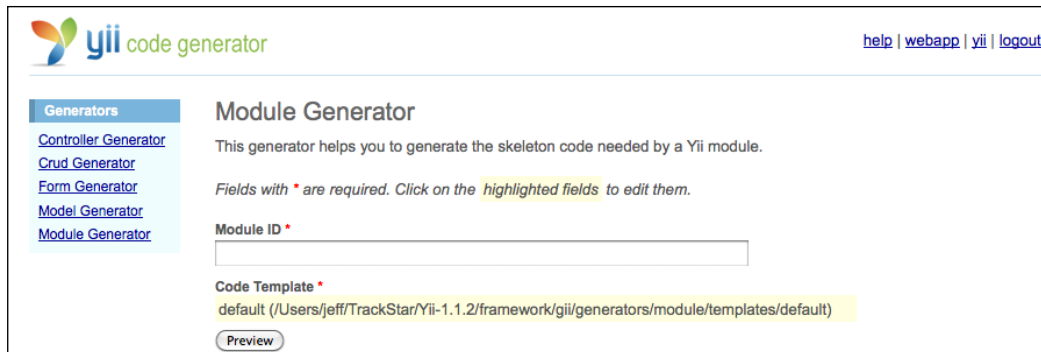 yii code generator
help | webapp | yii | logout
Generators
Controller Generator
Crud Generator
Form Generator
Model Generator
Module Generator
Module Generator
This generator helps you to generate the skeleton code needed by a Yii module.
Fields with * are required. Click on the highlighted fields to edit them.
Module ID *
Code Template *
default (/Users/jeff/TrackStar/Yii-1.1.2/framework/gii/generators/module/templates/default)
Preview